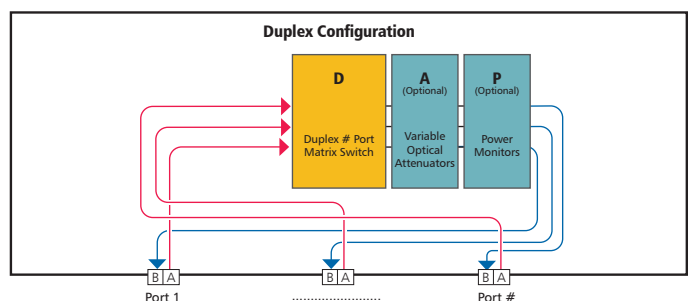 Duplex Configuration
D
A
P
(Optional)
(Optional)
Duplex # Port
Matrix Switch
Variable
Optical
Attenuators
Power
Monitors
B A
B A
B A
Port 1
.......................
Port #